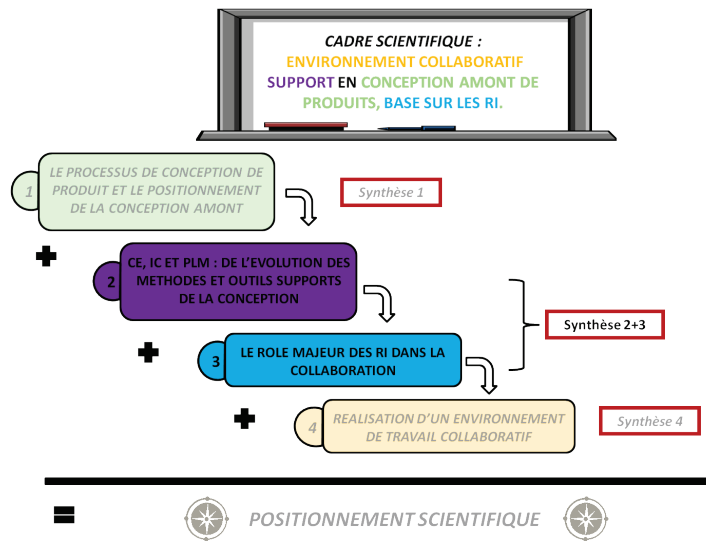 CADRE SCIENTIFIQUE :
ENVIRONNEMENT COLLABORATIF
SUPPORT EN CONCEPTION AMONT DE
PRODUITS, BASE SUR LES RI.
1
LE PROCESSUS DE CONCEPTION DE
PRODUIT ET LE POSITIONNEMENT
DE LA CONCEPTION AMONT
Synthèse 1
2
CE, IC ET PLM : DE L’EVOLUTION DES
METHODES ET OUTILS SUPPORTS
DE LA CONCEPTION
Synthèse 2+3
3
LE ROLE MAJEUR DES RI DANS LA
COLLABORATION
4
REALISATION D’UN ENVIRONNEMENT
DE TRAVAIL COLLABORATIF
Synthèse 4
POSITIONNEMENT SCIENTIFIQUE